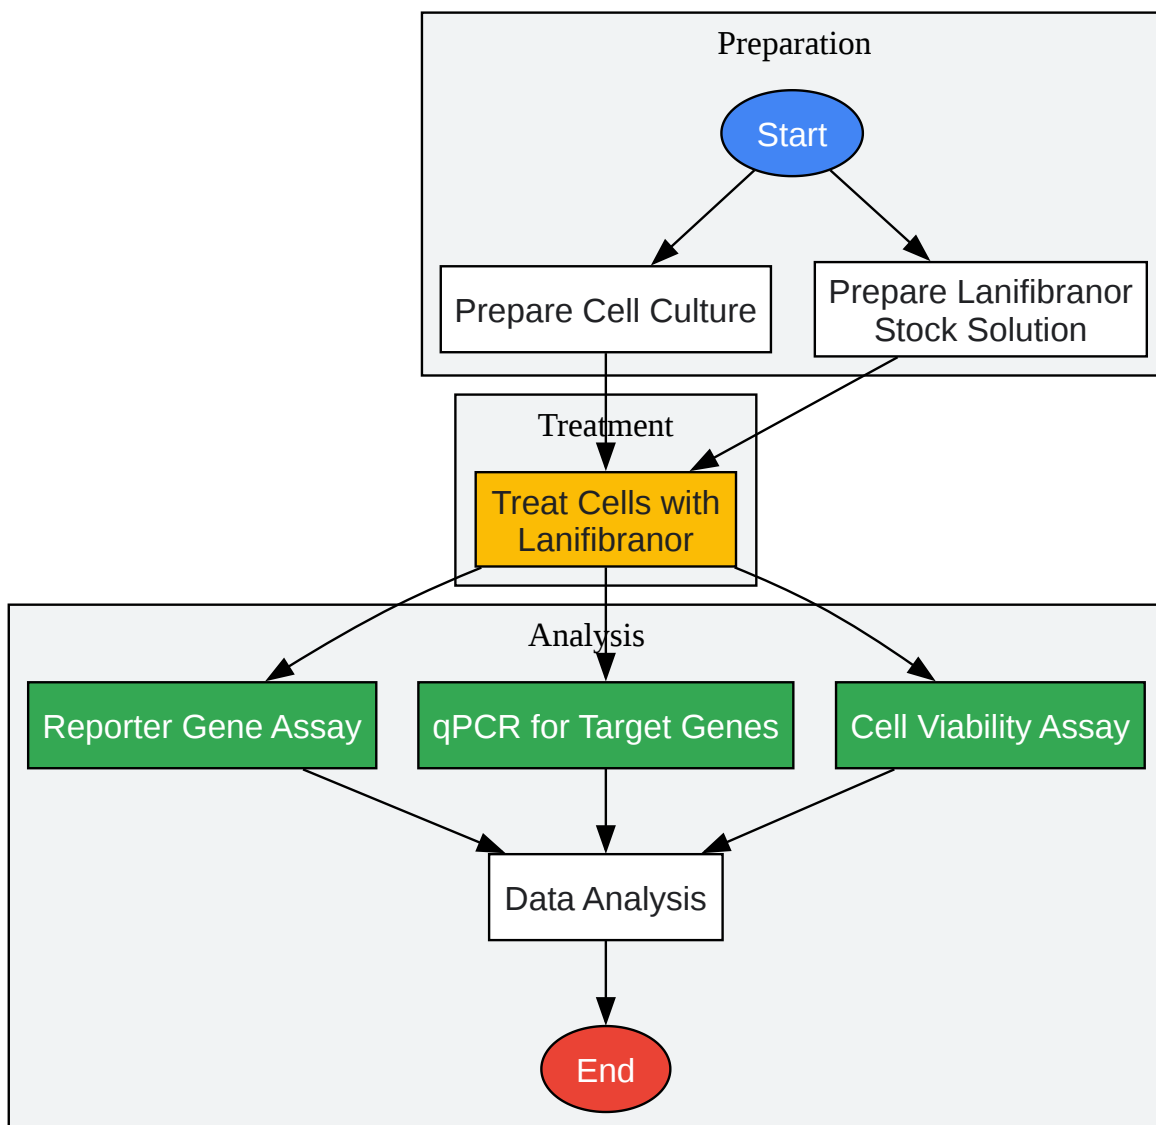 Preparation
Start
Prepare Cell Culture
Prepare Lanifibranor
Stock Solution
Treatment
Treat Cells with
Lanifibranor
Analysis
Reporter Gene Assay
qPCR for Target Genes
Cell Viability Assay
Data Analysis
End